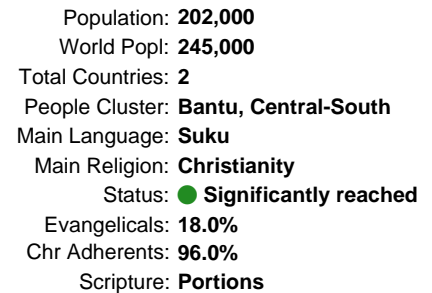 Population: 202,000
World Popl: 245,000
Total Countries: 2
People Cluster: Bantu, Central-South
Main Language: Suku
Main Religion: Christianity
Status: Significantly reached
Evangelicals: 18.0%
Chr Adherents: 96.0%
Scripture: Portions